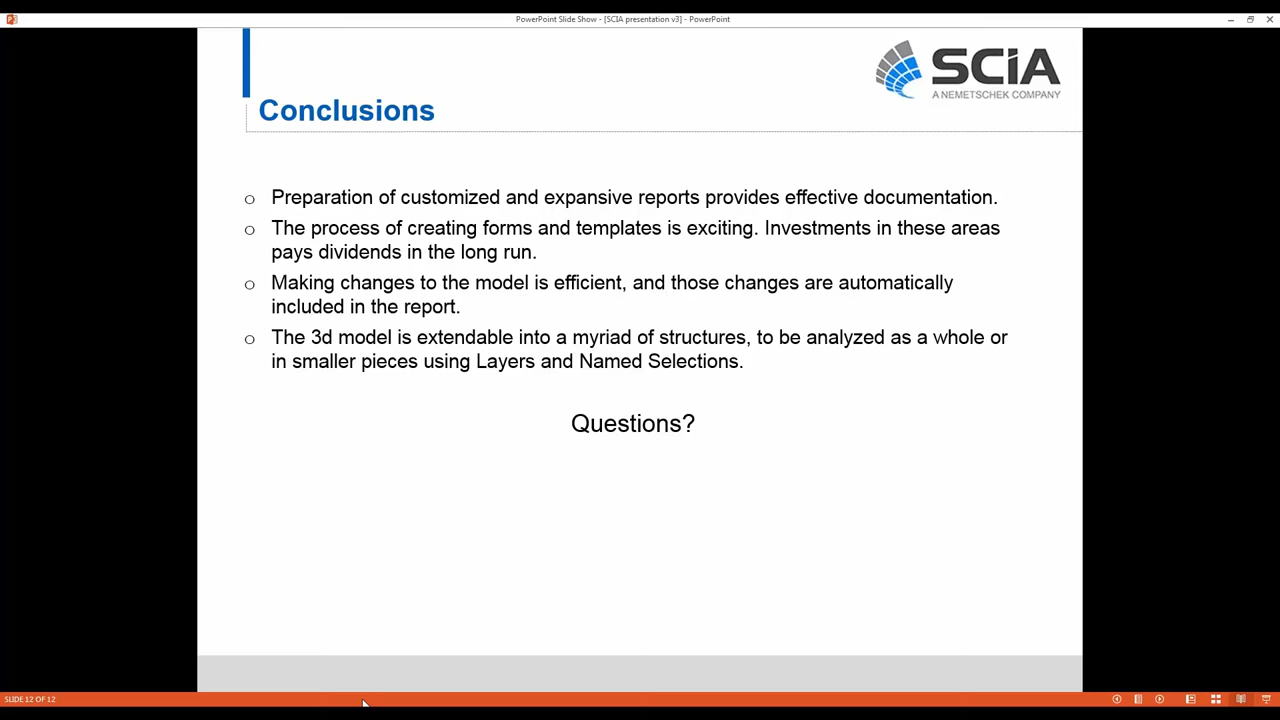 PowerPoint Slide Show - [SCIA presentation v3] - PowerPoint
SCiA
A NEMETSCHEK COMPANY
Conclusions
o Preparation of customized and expansive reports provides effective documentation.
o The process of creating forms and templates is exciting. Investments in these areas
pays dividends in the long run.
o Making changes to the model is efficient, and those changes are automatically
included in the report.
o The 3d model is extendable into a myriad of structures, to be analyzed as a whole or
in smaller pieces using Layers and Named Selections.
Questions?
SLIDE 12 OF 12